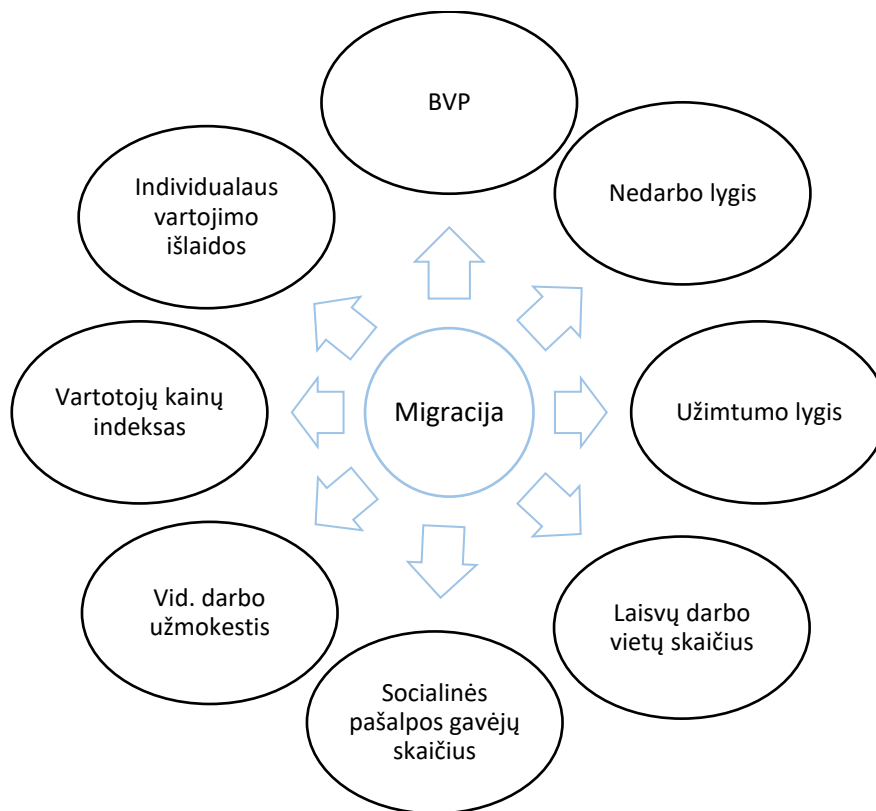 BVP
Nedarbo lygis
Užimtumo lygis
Laisvų darbo
vietų skaičius
Socialinės
pašalpos gavėjų
skaičius
Vid. darbo
užmokestis
Vartotojų kainų
indeksas
Individualaus
vartojimo
išlaidos
Migracija